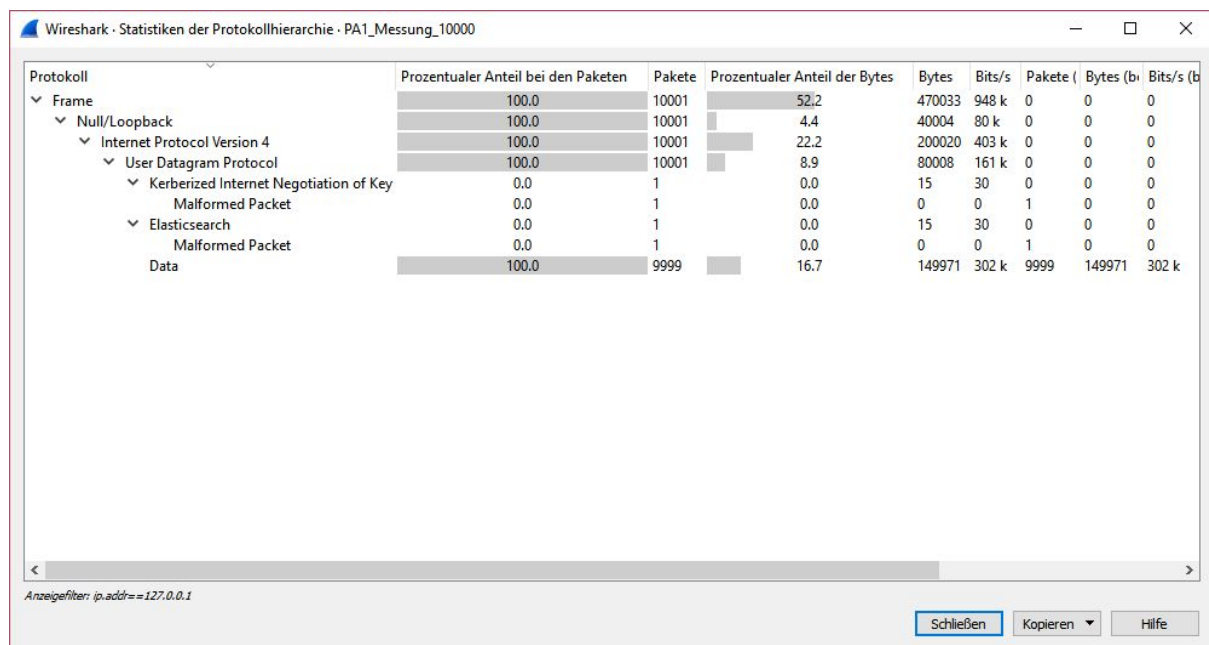 Wireshark · Statistiken der Protokollhierarchie · PA1_Messung_10000
Protokoll Prozentualer Anteil bei den Paketen Pakete Prozentualer Anteil der Bytes Bytes Bits/s Pakete ( Bytes (b Bits/s (b
Frame 100.0 10001 52.2 470033 948 k 0 0 0
Null/Loopback 100.0 10001 4.4 40004 80 k 0 0 0
Internet Protocol Version 4 100.0 10001 22.2 200020 403 k 0 0 0
User Datagram Protocol 100.0 10001 8.9 80008 161 k 0 0 0
Kerberized Internet Negotiation of Key 0.0 1 0.0 15 30 0 0 0
Malformed Packet 0.0 1 0.0 0 0 1 0 0
Elasticsearch 0.0 1 0.0 15 30 0 0 0
Malformed Packet 0.0 1 0.0 0 0 1 0 0
Data 100.0 9999 16.7 149971 302 k 9999 149971 302 k
Anzeigefilter: ip.addr==127.0.0.1
Schließen Kopieren Hilfe